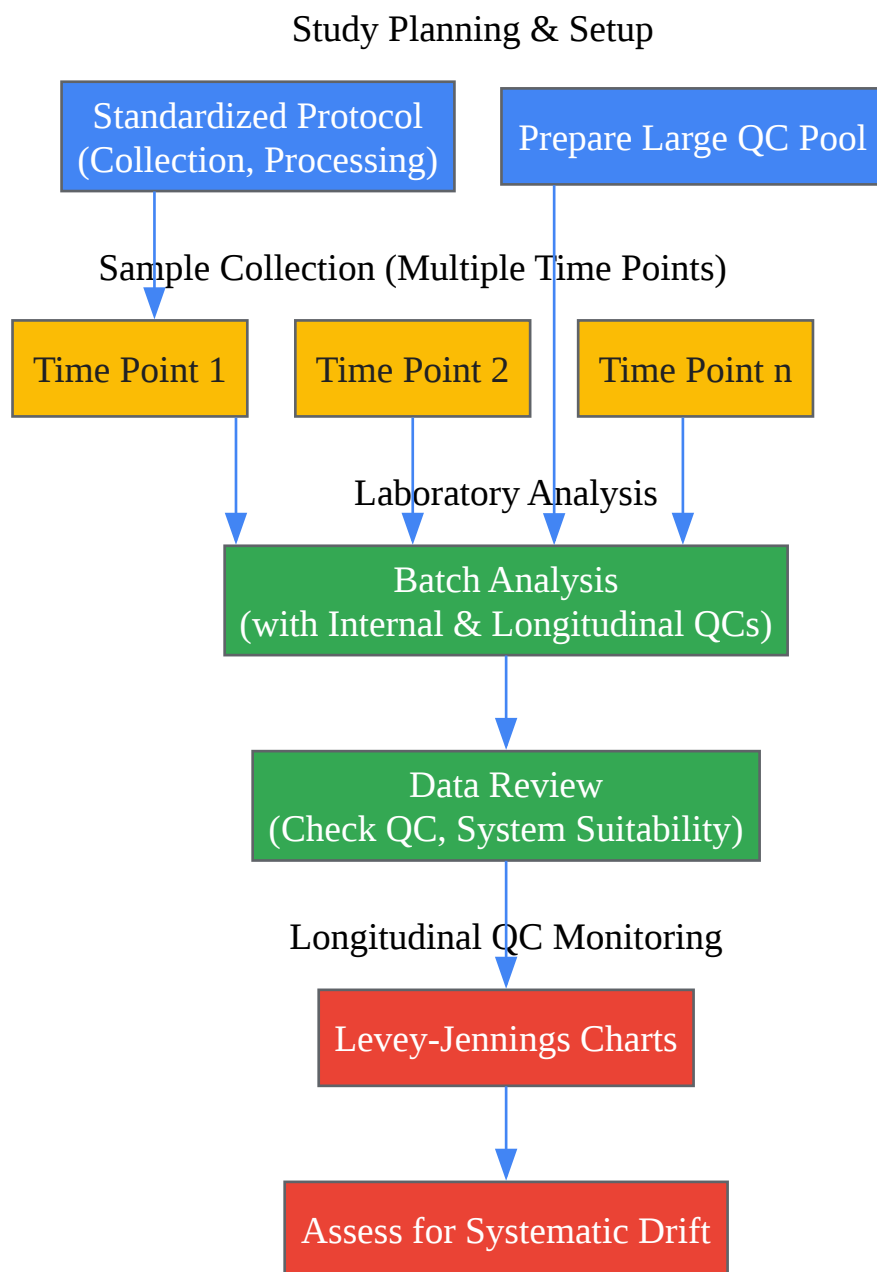 Study Planning & Setup
Standardized Protocol
(Collection, Processing)
Prepare Large QC Pool
Sample Collection (Multiple Time Points)
Time Point 1
Time Point 2
Time Point n
Laboratory Analysis
Batch Analysis
(with Internal & Longitudinal QCs)
Data Review
(Check QC, System Suitability)
Longitudinal QC Monitoring
Levey-Jennings Charts
Assess for Systematic Drift